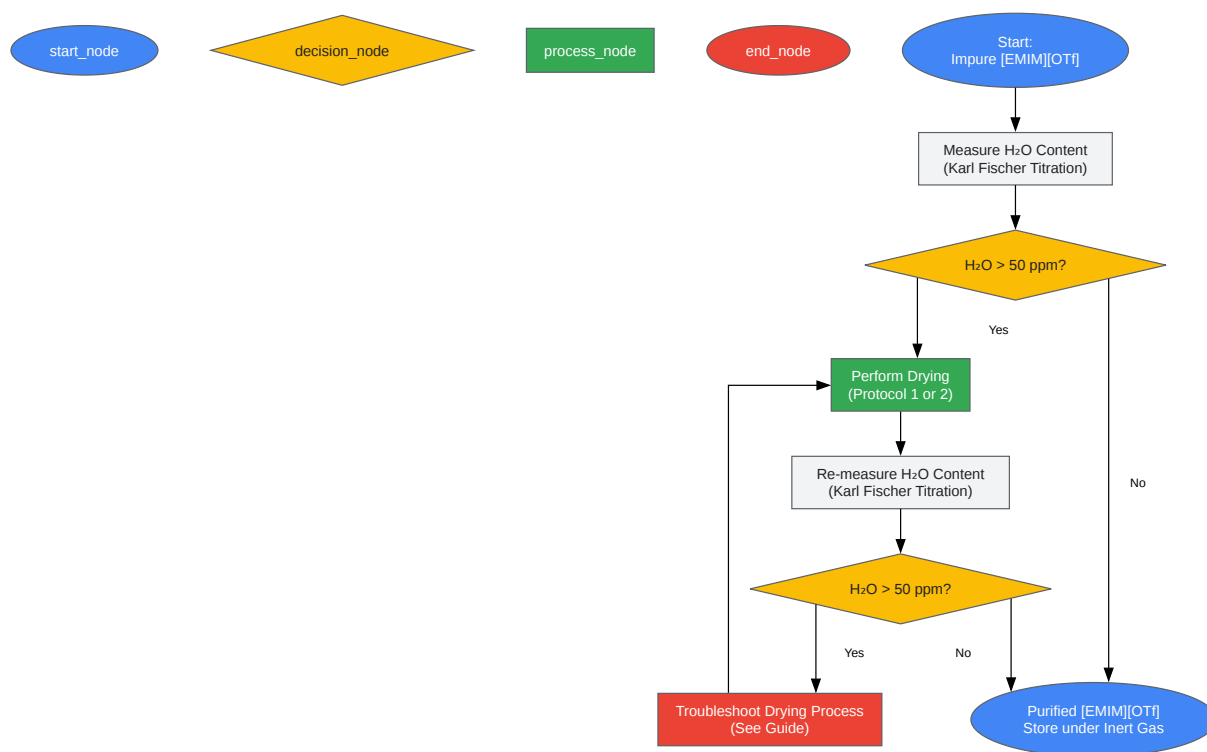 start_node
decision_node
process_node
end_node
Start:
Impure [EMIM][OTf]
Measure H₂O Content
(Karl Fischer Titration)
H₂O > 50 ppm?
Yes
Perform Drying
(Protocol 1 or 2)
Re-measure H₂O Content
(Karl Fischer Titration)
No
H₂O > 50 ppm?
Yes
No
Troubleshoot Drying Process
(See Guide)
Purified [EMIM][OTf]
Store under Inert Gas